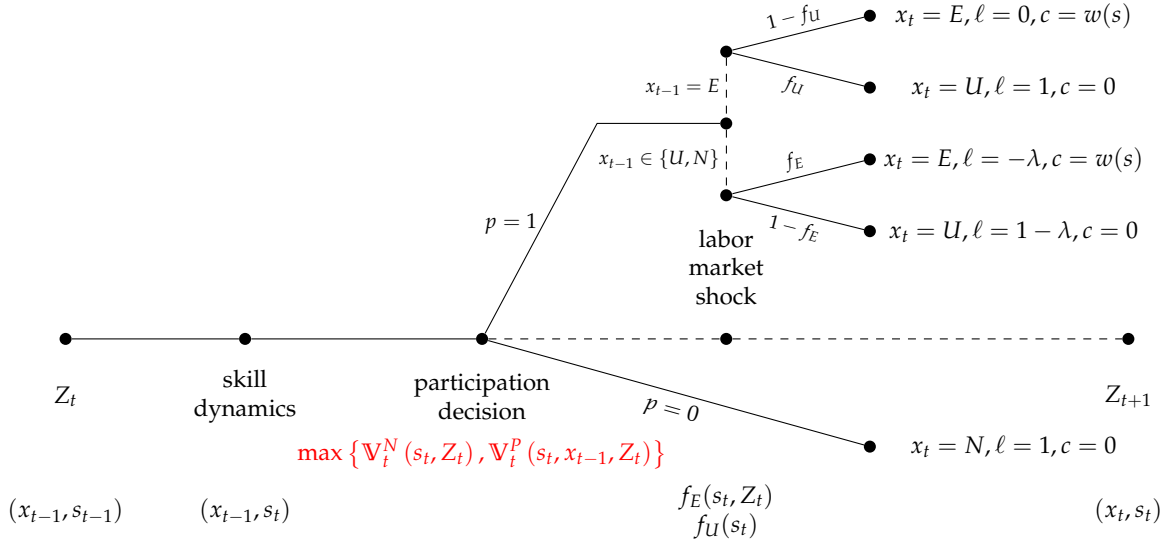 1 − f_U
x_t = E, ℓ = 0, c = w(s)
x_{t−1} = E
f_U
x_t = U, ℓ = 1, c = 0
x_{t−1} ∈ {U, N}
f_E
x_t = E, ℓ = −λ, c = w(s)
p = 1
1 − f_E
x_t = U, ℓ = 1 − λ, c = 0
labor
market
shock
Z_t
skill
dynamics
participation
decision
p = 0
Z_{t+1}
max {𝕍_t^N (s_t, Z_t) , 𝕍_t^P (s_t, x_{t−1}, Z_t)}
x_t = N, ℓ = 1, c = 0
(x_{t−1}, s_{t−1})
(x_{t−1}, s_t)
f_E(s_t, Z_t)
f_U(s_t)
(x_t, s_t)